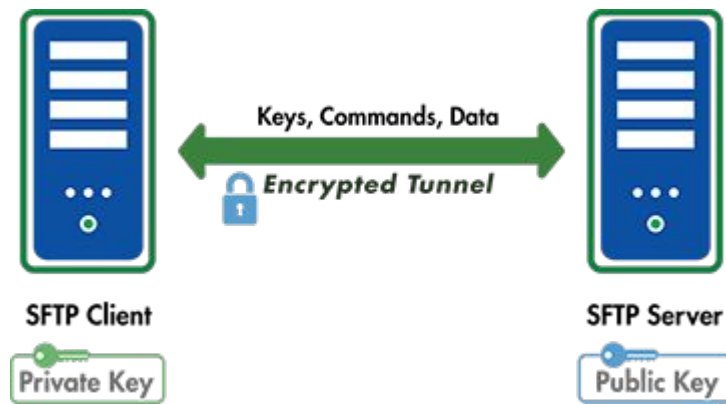 Keys, Commands, Data
Encrypted Tunnel
SFTP Client
SFTP Server
Private Key
Public Key